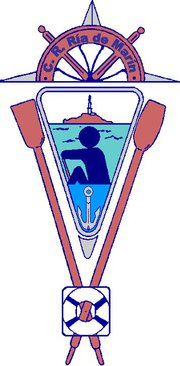 C. R. Ría de Marín